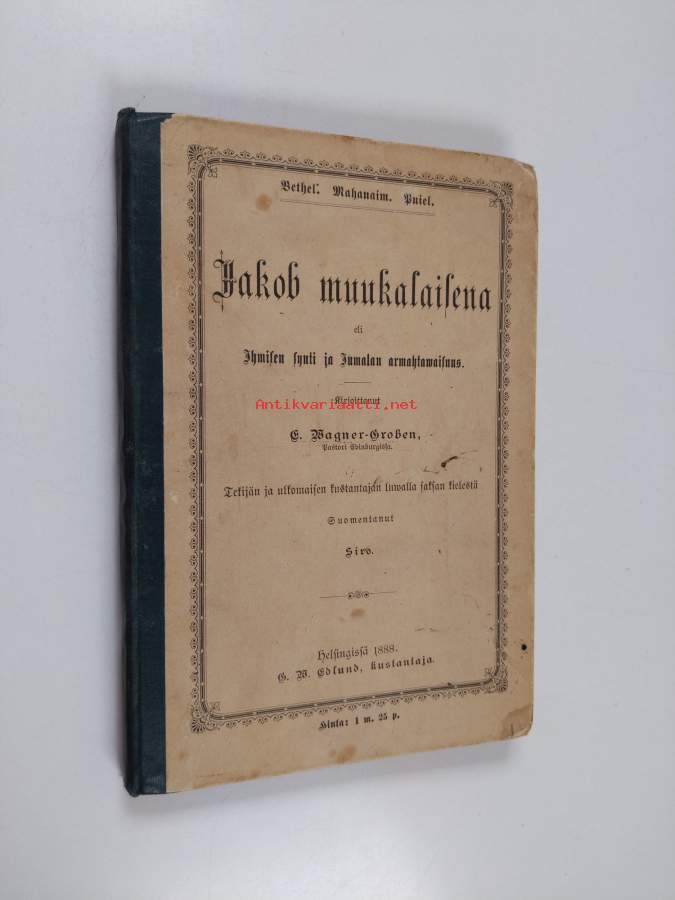 Bethel. Mahanaim. Pniel.
Jakob muukalaisena
eli
Ihmisen synti ja Jumalan armahtawaisuus.
Kirjoittanut
Antikvariaatti.net
E. Wagner-Groben,
Pastori Edinburgissa.
Tekijän ja ulkomaisen kustantajan luwalla saksan kielestä
Suomentanut
Siro.
Helsingissä 1888.
G. W. Edlund, kustantaja.
Hinta: 1 m. 25 p.